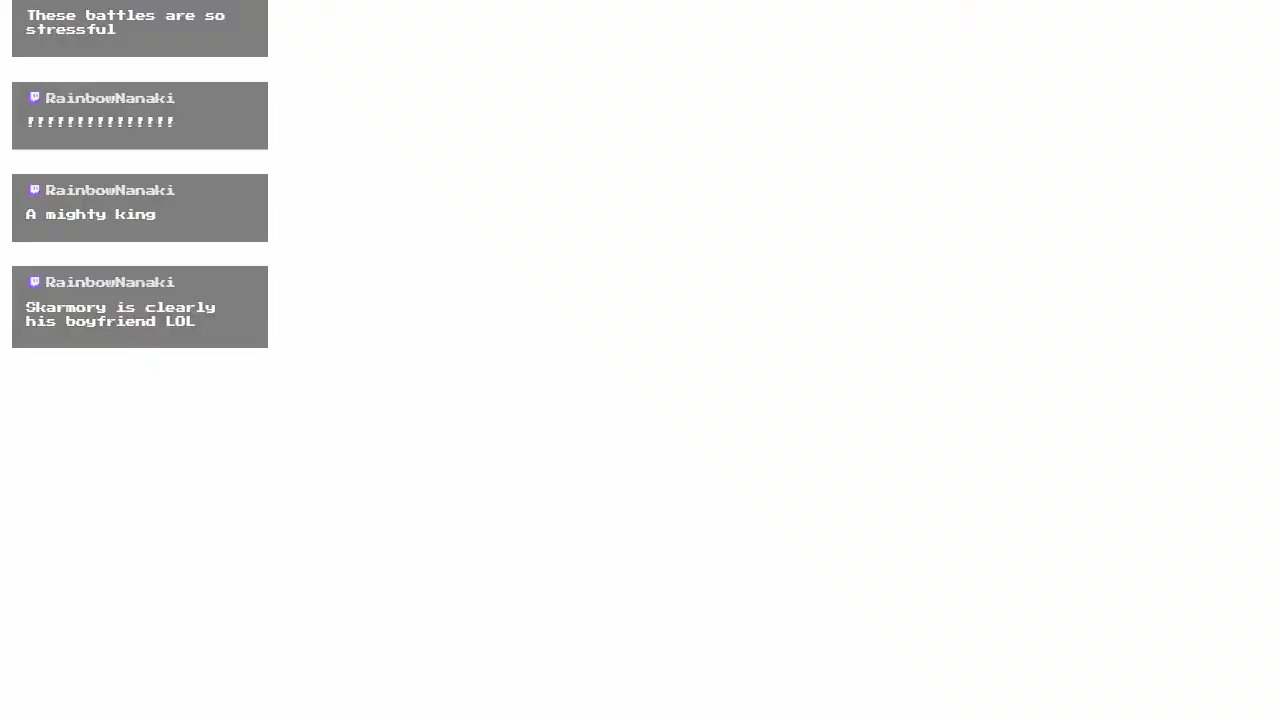 These battles are so
stressful
RainbowNanaki
!!!!!!!!!!!!!!!
RainbowNanaki
A mighty king
RainbowNanaki
Skarmory is clearly
his boyfriend LOL